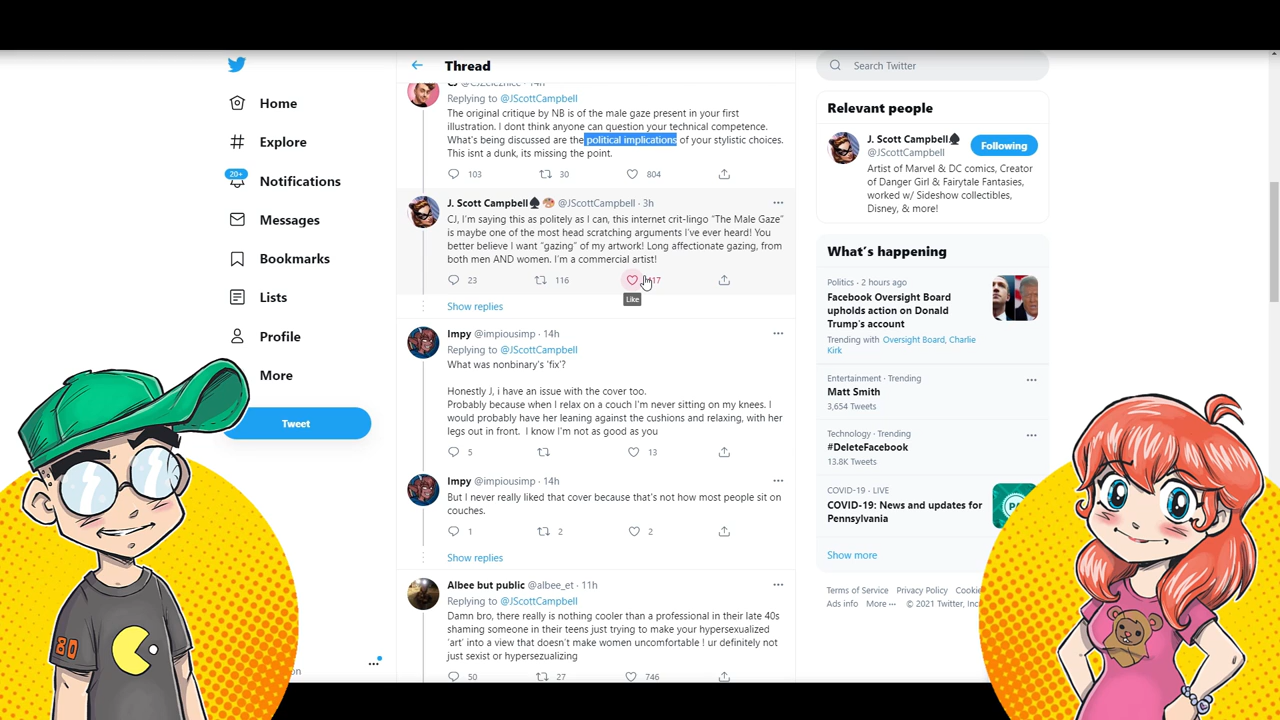 Home
Explore
20+
Notifications
Messages
Bookmarks
Lists
Profile
More
Tweet
Thread
Replying to @JScottCampbell
The original critique by NB is of the male gaze present in your first
illustration. I dont think anyone can question your technical competence.
What's being discussed are the political implications of your stylistic choices.
This isnt a dunk, its missing the point.
103 30 804
J. Scott Campbell @JScottCampbell · 3h
CJ, I'm saying this as politely as I can, this internet crit-lingo “The Male Gaze”
is maybe one of the most head scratching arguments I've ever heard! You
better believe I want “gazing” of my artwork! Long affectionate gazing, from
both men AND women. I'm a commercial artist!
23 116
Like
Show replies
Impy @impiousimp · 14h
Replying to @JScottCampbell
What was nonbinary's 'fix'?
Honestly J, i have an issue with the cover too.
Probably because when I relax on a couch I'm never sitting on my knees. I
would probably have her leaning against the cushions and relaxing, with her
legs out in front. I know I'm not as good as you
5 13
Impy @impiousimp · 14h
But I never really liked that cover because that's not how most people sit on
couches.
1 2 2
Show replies
Albee but public @albee_et · 11h
Replying to @JScottCampbell
Damn bro, there really is nothing cooler than a professional in their late 40s
shaming someone in their teens just trying to make your hypersexualized
'art' into a view that doesn't make women uncomfortable ! ur definitely not
just sexist or hypersezualizing
50 27 746
Search Twitter
Relevant people
J. Scott Campbell
@JScottCampbell
Following
Artist of Marvel & DC comics, Creator
of Danger Girl & Fairytale Fantasies,
worked w/ Sideshow collectibles,
Disney, & more!
What's happening
Politics · 2 hours ago
Facebook Oversight Board
upholds action on Donald
Trump's account
Trending with Oversight Board, Charlie
Kirk
Entertainment · Trending
Matt Smith
3,654 Tweets
Technology · Trending
#DeleteFacebook
13.8K Tweets
COVID-19 · LIVE
COVID-19: News and updates for
Pennsylvania
Show more
Terms of Service Privacy Policy
Ads info More ··· © 2021 Twitter,
80